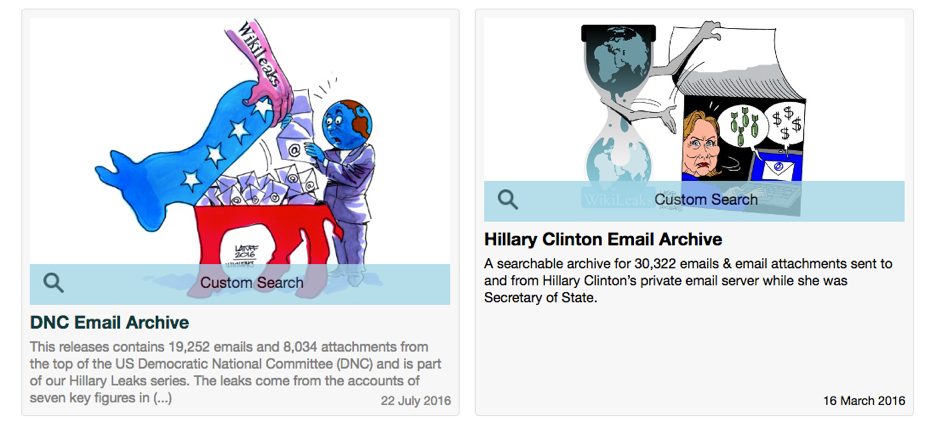 WikiLeaks
@
@
@
@
LATUFF
2016
Custom Search
DNC Email Archive
This releases contains 19,252 emails and 8,034 attachments from
the top of the US Democratic National Committee (DNC) and is part
of our Hillary Leaks series. The leaks come from the accounts of
seven key figures in (...)
22 July 2016
$ $
$ $
$
WikiLeaks
Custom Search
Hillary Clinton Email Archive
A searchable archive for 30,322 emails & email attachments sent to
and from Hillary Clinton's private email server while she was
Secretary of State.
16 March 2016